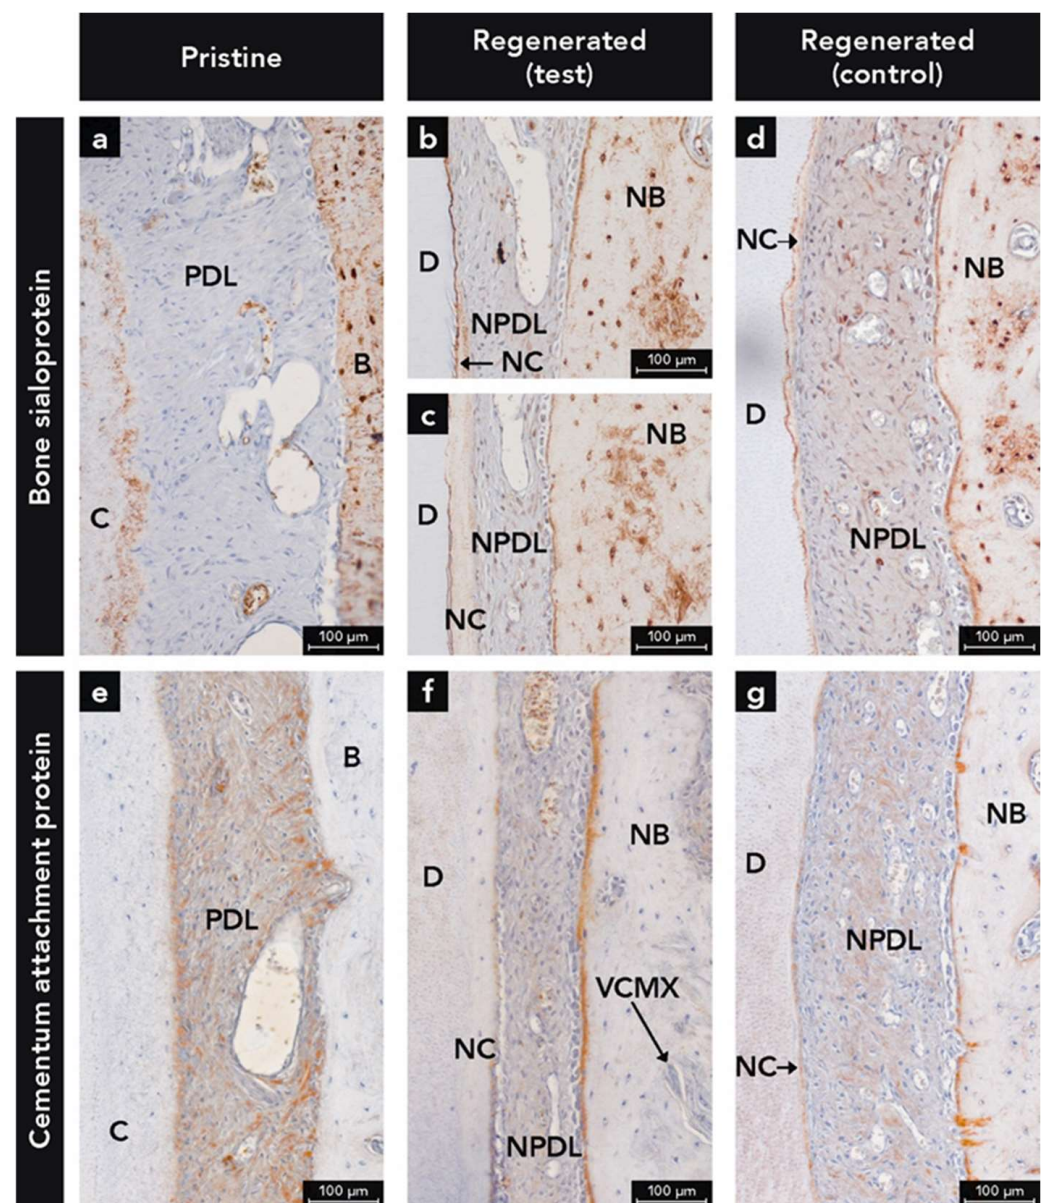 Pristine
Regenerated
(test)
Regenerated
(control)
Bone sialoprotein
a
PDL
B
C
100 µm
b
NB
D
NPDL
NC
100 µm
c
NB
D
NPDL
NC
100 µm
d
NC
NB
D
NPDL
100 µm
Cementum attachment protein
e
B
PDL
C
100 µm
f
NB
D
VCMX
NC
NPDL
100 µm
g
NB
D
NPDL
NC
100 µm